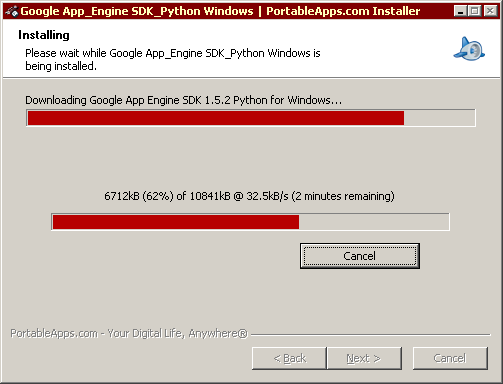 Google App_Engine SDK_Python Windows | PortableApps.com Installer
Installing
Please wait while Google App_Engine SDK_Python Windows is
being installed.
Downloading Google App Engine SDK 1.5.2 Python for Windows...
6712kB (62%) of 10841kB @ 32.5kB/s (2 minutes remaining)
Cancel
PortableApps.com - Your Digital Life, Anywhere®
< Back Next > Cancel